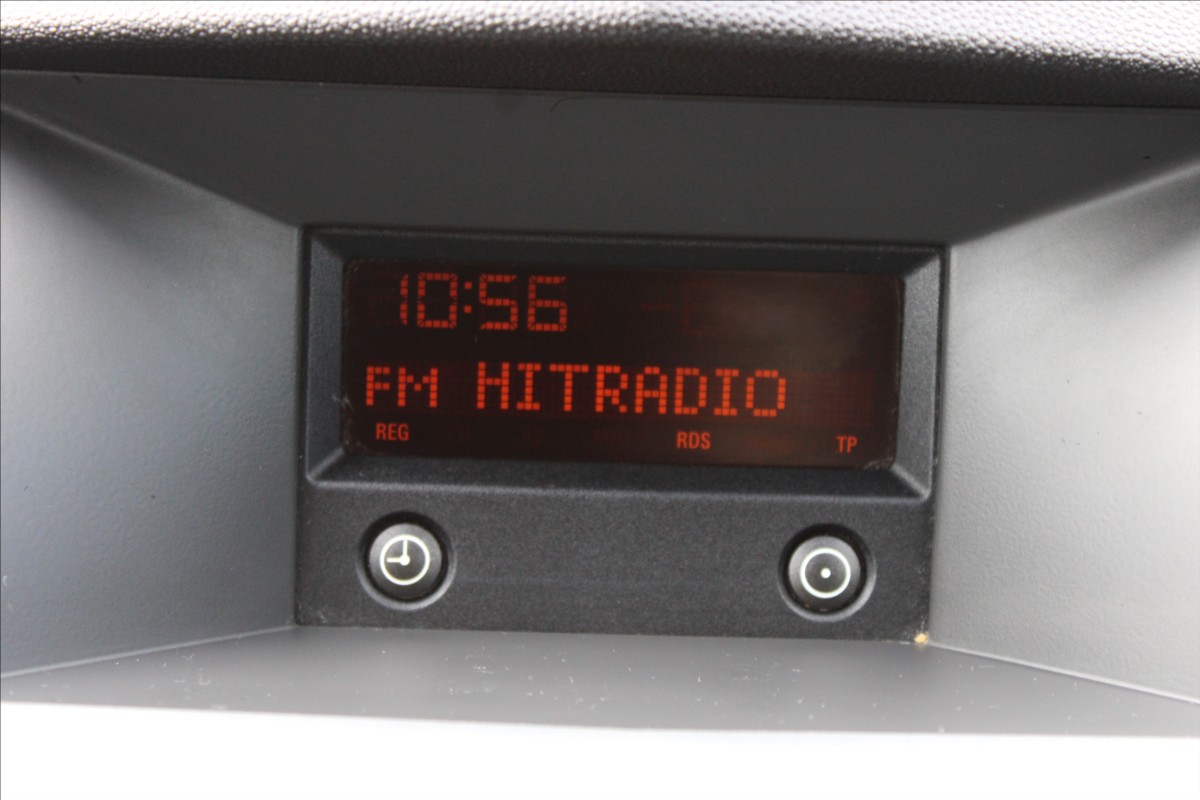 10:56
FM HITRADIO
REG RDS TP